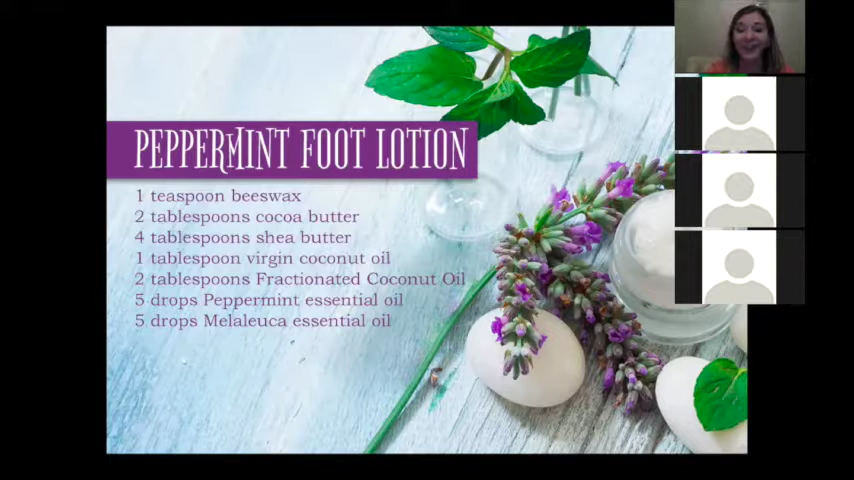 PEPPERMINT FOOT LOTION
1 teaspoon beeswax
2 tablespoons cocoa butter
4 tablespoons shea butter
1 tablespoon virgin coconut oil
2 tablespoons Fractionated Coconut Oil
5 drops Peppermint essential oil
5 drops Melaleuca essential oil